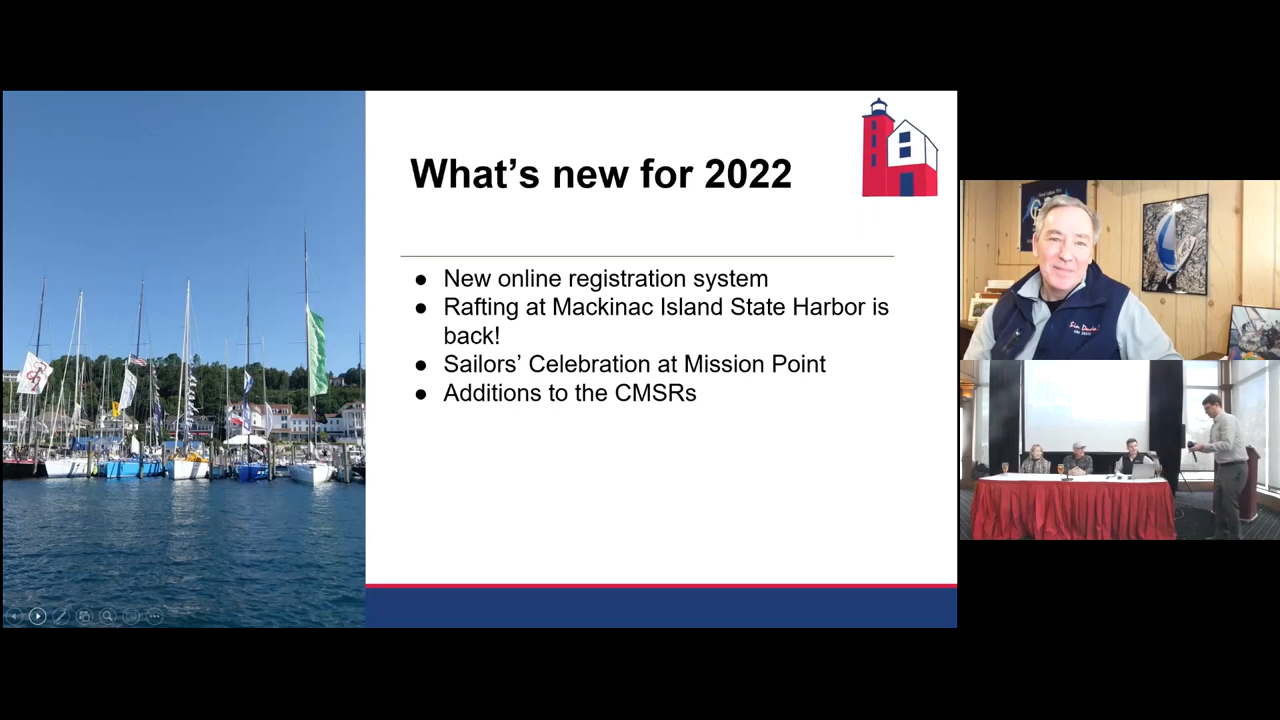 What's new for 2022
● New online registration system
● Rafting at Mackinac Island State Harbor is
back!
● Sailors' Celebration at Mission Point
● Additions to the CMSRs